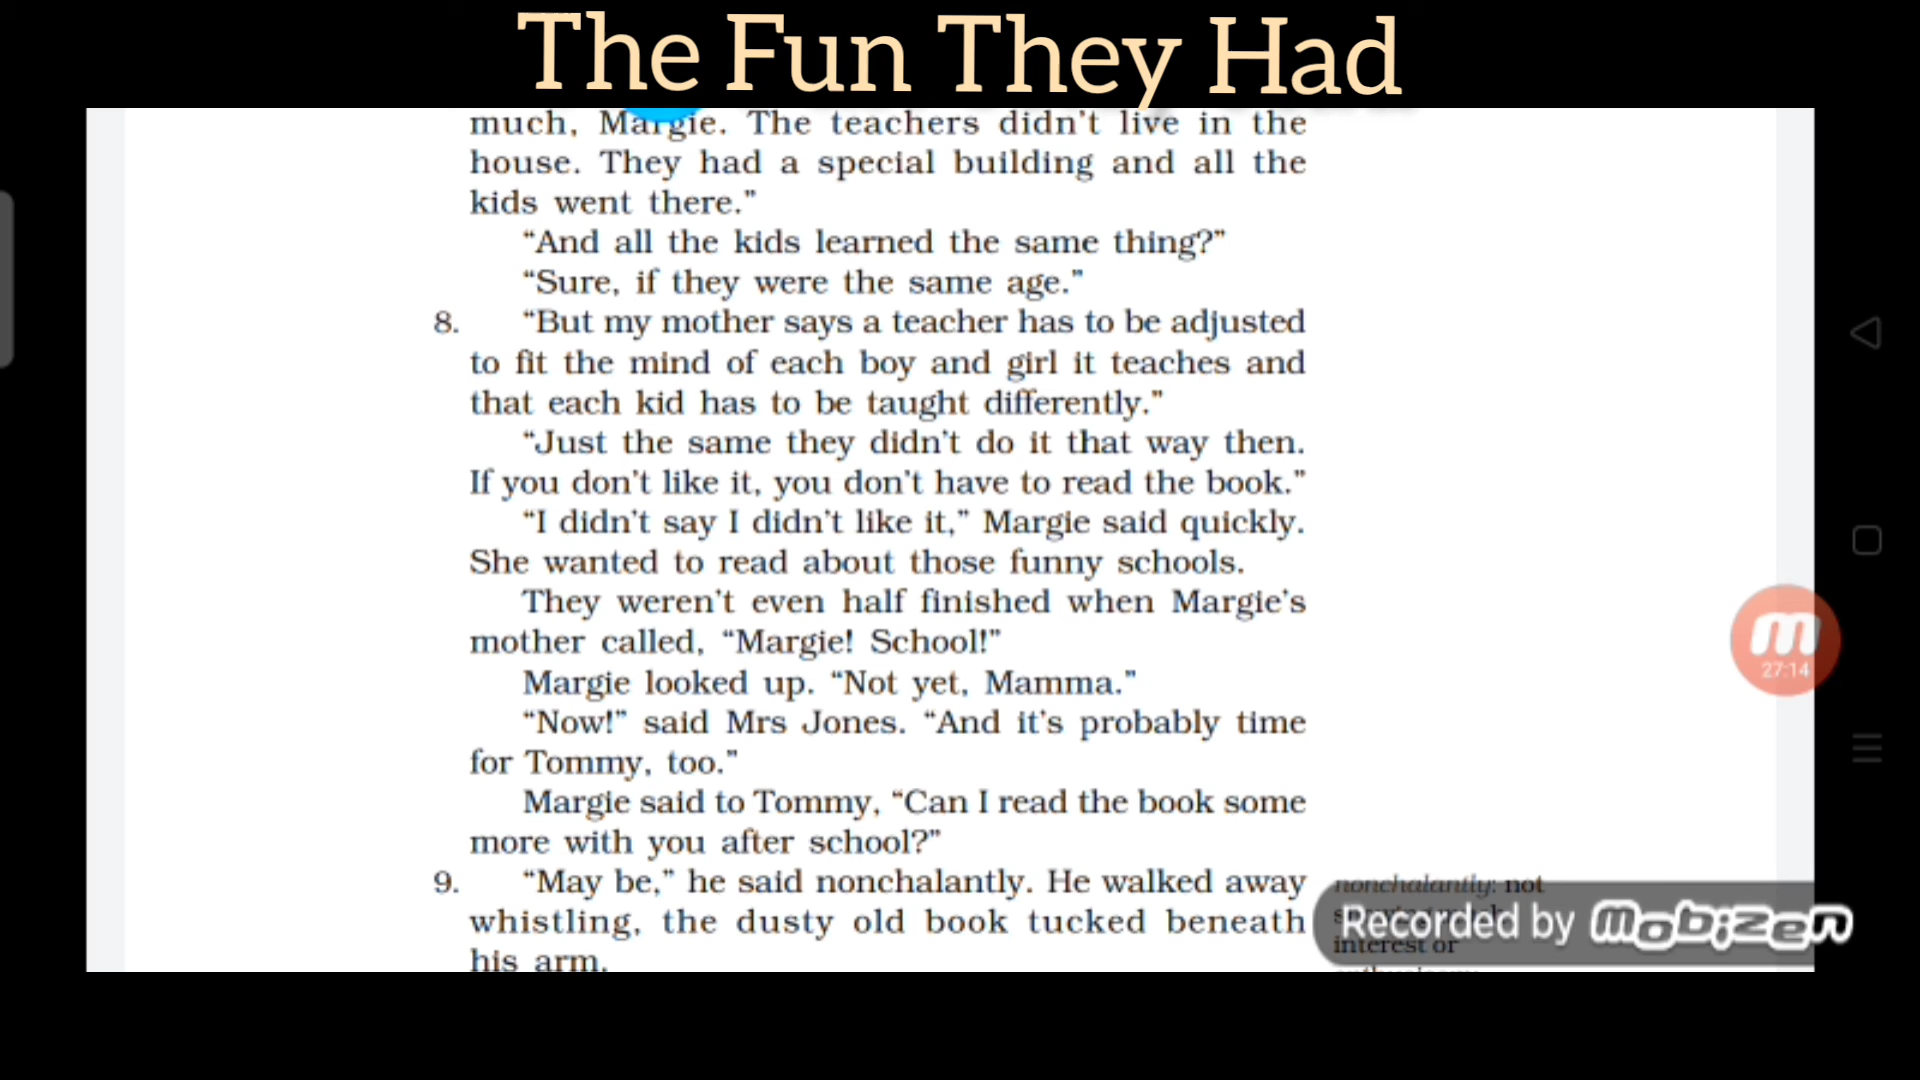 The Fun They Had
much, Margie. The teachers didn't live in the
house. They had a special building and all the
kids went there.”
“And all the kids learned the same thing?”
“Sure, if they were the same age.”
8. “But my mother says a teacher has to be adjusted
to fit the mind of each boy and girl it teaches and
that each kid has to be taught differently.”
“Just the same they didn't do it that way then.
If you don't like it, you don't have to read the book.”
“I didn't say I didn't like it,” Margie said quickly.
She wanted to read about those funny schools.
They weren't even half finished when Margie's
mother called, “Margie! School!”
Margie looked up. “Not yet, Mamma.”
“Now!” said Mrs Jones. “And it's probably time
for Tommy, too.”
Margie said to Tommy, “Can I read the book some
more with you after school?”
9. “May be,” he said nonchalantly. He walked away
whistling, the dusty old book tucked beneath
his arm.
nonchalantly: not
interest or
Recorded by Mobizen
27:14